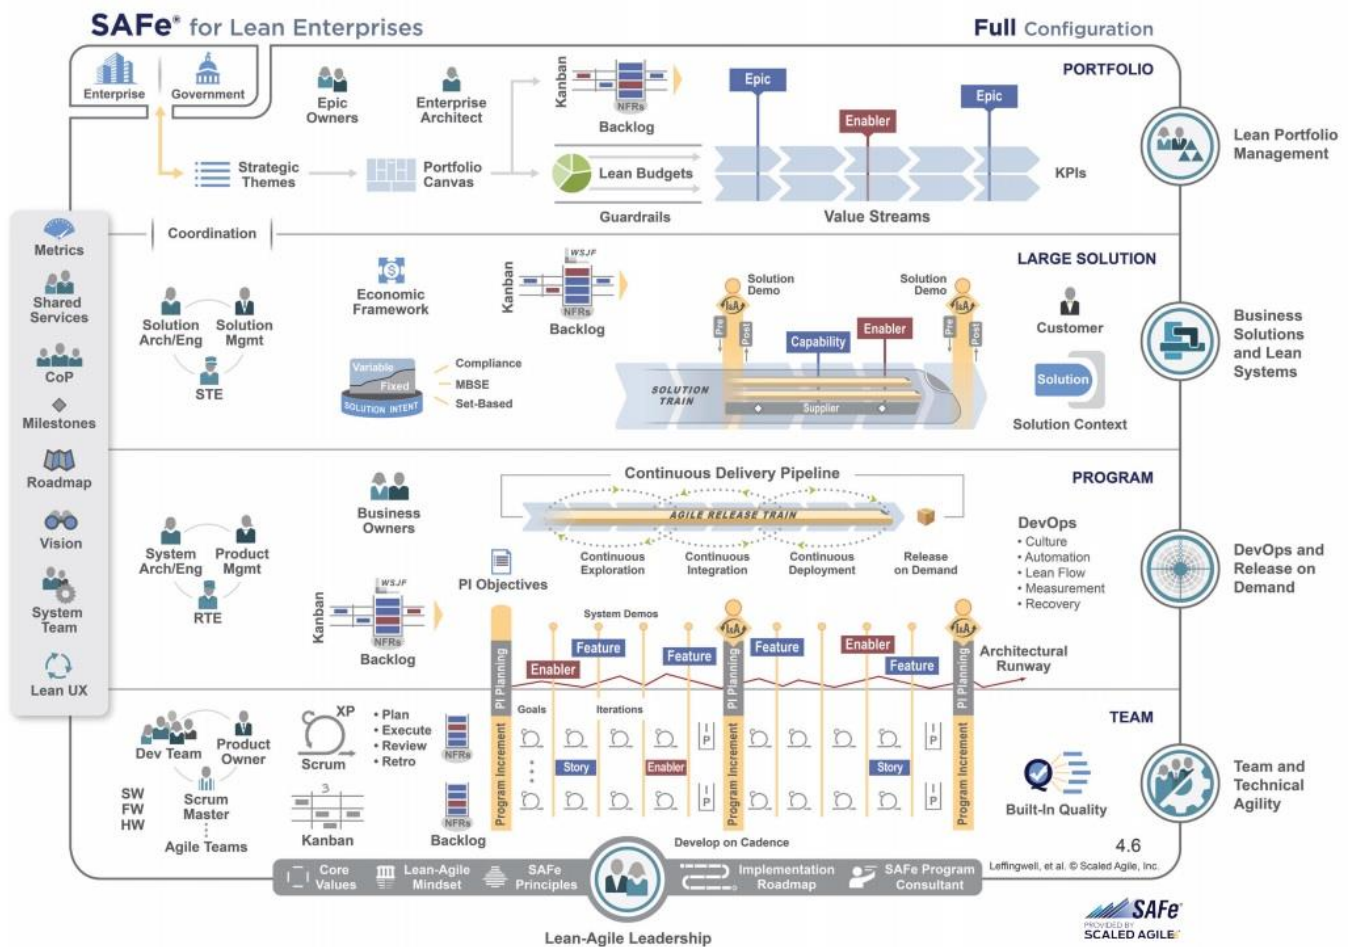 SAFe® for Lean Enterprises
Full Configuration
PORTFOLIO
Enterprise
Government
Epic
Owners
Enterprise
Architect
Kanban
NFRs
Backlog
Epic
Enabler
Epic
Lean Portfolio
Management
Strategic
Themes
Portfolio
Canvas
Lean Budgets
Guardrails
Value Streams
KPIs
Coordination
Metrics
Shared
Services
CoP
Milestones
Roadmap
Vision
System
Team
Lean UX
LARGE SOLUTION
Solution
Arch/Eng
Solution
Mgmt
STE
Economic
Framework
Variable
Fixed
SOLUTION INTENT
Compliance
MBSE
Set-Based
Kanban
WSJF
NFRs
Backlog
Solution
Demo
I&A
Pre
Post
Solution
Demo
I&A
Pre
Post
Capability
Enabler
SOLUTION
TRAIN
Supplier
Customer
Solution
Solution Context
Business
Solutions
and Lean
Systems
PROGRAM
Business
Owners
System
Arch/Eng
Product
Mgmt
RTE
Continuous Delivery Pipeline
AGILE RELEASE TRAIN
Continuous
Exploration
Continuous
Integration
Continuous
Deployment
Release
on Demand
DevOps
• Culture
• Automation
• Lean Flow
• Measurement
• Recovery
DevOps and
Release on
Demand
PI Objectives
Kanban
WSJF
NFRs
Backlog
System Demos
I&A
I&A
Enabler
Feature
Feature
Feature
Enabler
Feature
Architectural
Runway
PI Planning
PI Planning
PI Planning
TEAM
Dev Team
Product
Owner
Scrum
Master
Agile Teams
SW
FW
HW
XP
Scrum
• Plan
• Execute
• Review
• Retro
3
Kanban
NFRs
NFRs
Backlog
Program Increment
Goals
Iterations
Story
Enabler
I P
I P
Program Increment
Story
I P
I P
Program Increment
Develop on Cadence
Built-In Quality
Team and
Technical
Agility
4.6
Leffingwell, et al. © Scaled Agile, Inc.
Core
Values
Lean-Agile
Mindset
SAFe
Principles
Implementation
Roadmap
SAFe Program
Consultant
Lean-Agile Leadership
SAFe®
PROVIDED BY
SCALED AGILE